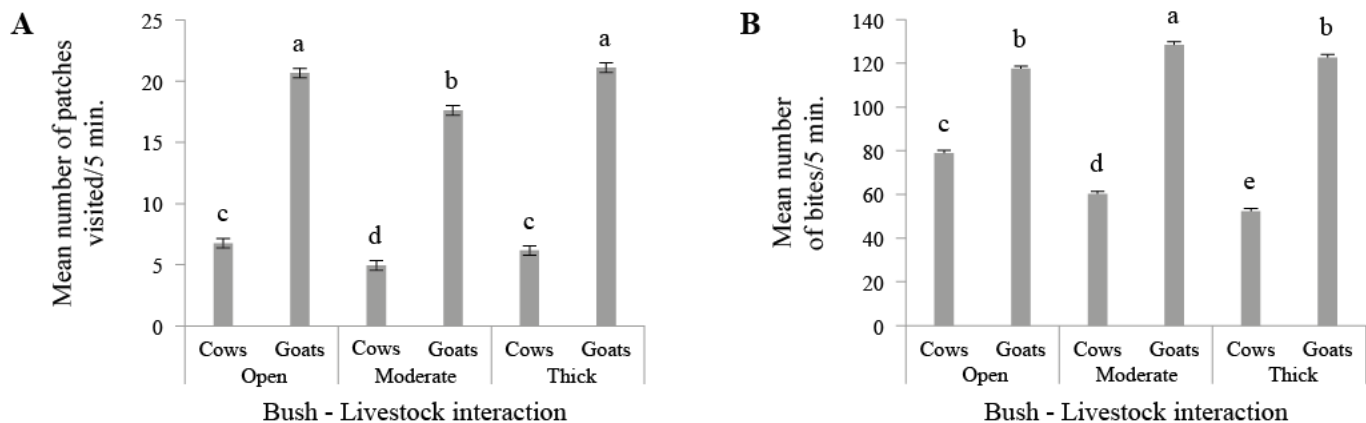 A
Mean number of patches
visited/5 min.
25
20
15
10
5
0
a
a
b
c
d
c
Cows Goats Cows Goats Cows Goats
Open Moderate Thick
Bush - Livestock interaction
B
Mean number
of bites/5 min.
140
120
100
80
60
40
20
0
a
b
b
c
d
e
Cows Goats Cows Goats Cows Goats
Open Moderate Thick
Bush - Livestock interaction